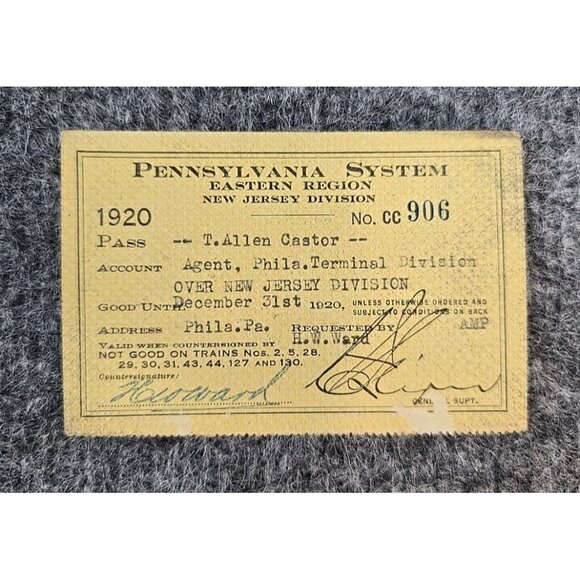 PENNSYLVANIA SYSTEM
EASTERN REGION
NEW JERSEY DIVISION
1920
No. CC 906
PASS -- T.Allen Castor --
ACCOUNT Agent, Phila.Terminal Division
OVER NEW JERSEY DIVISION
GOOD UNTIL December 31st 1920, UNLESS OTHERWISE ORDERED AND
SUBJECT TO CONDITIONS ON BACK
ADDRESS Phila.Pa. REQUESTED BY AMP
VALID WHEN COUNTERSIGNED BY H.W.Ward
NOT GOOD ON TRAINS Nos. 2, 5, 28,
29, 30, 31, 43, 44, 127 AND 130.
Countersignature:
HWWard
GENERAL SUPT.